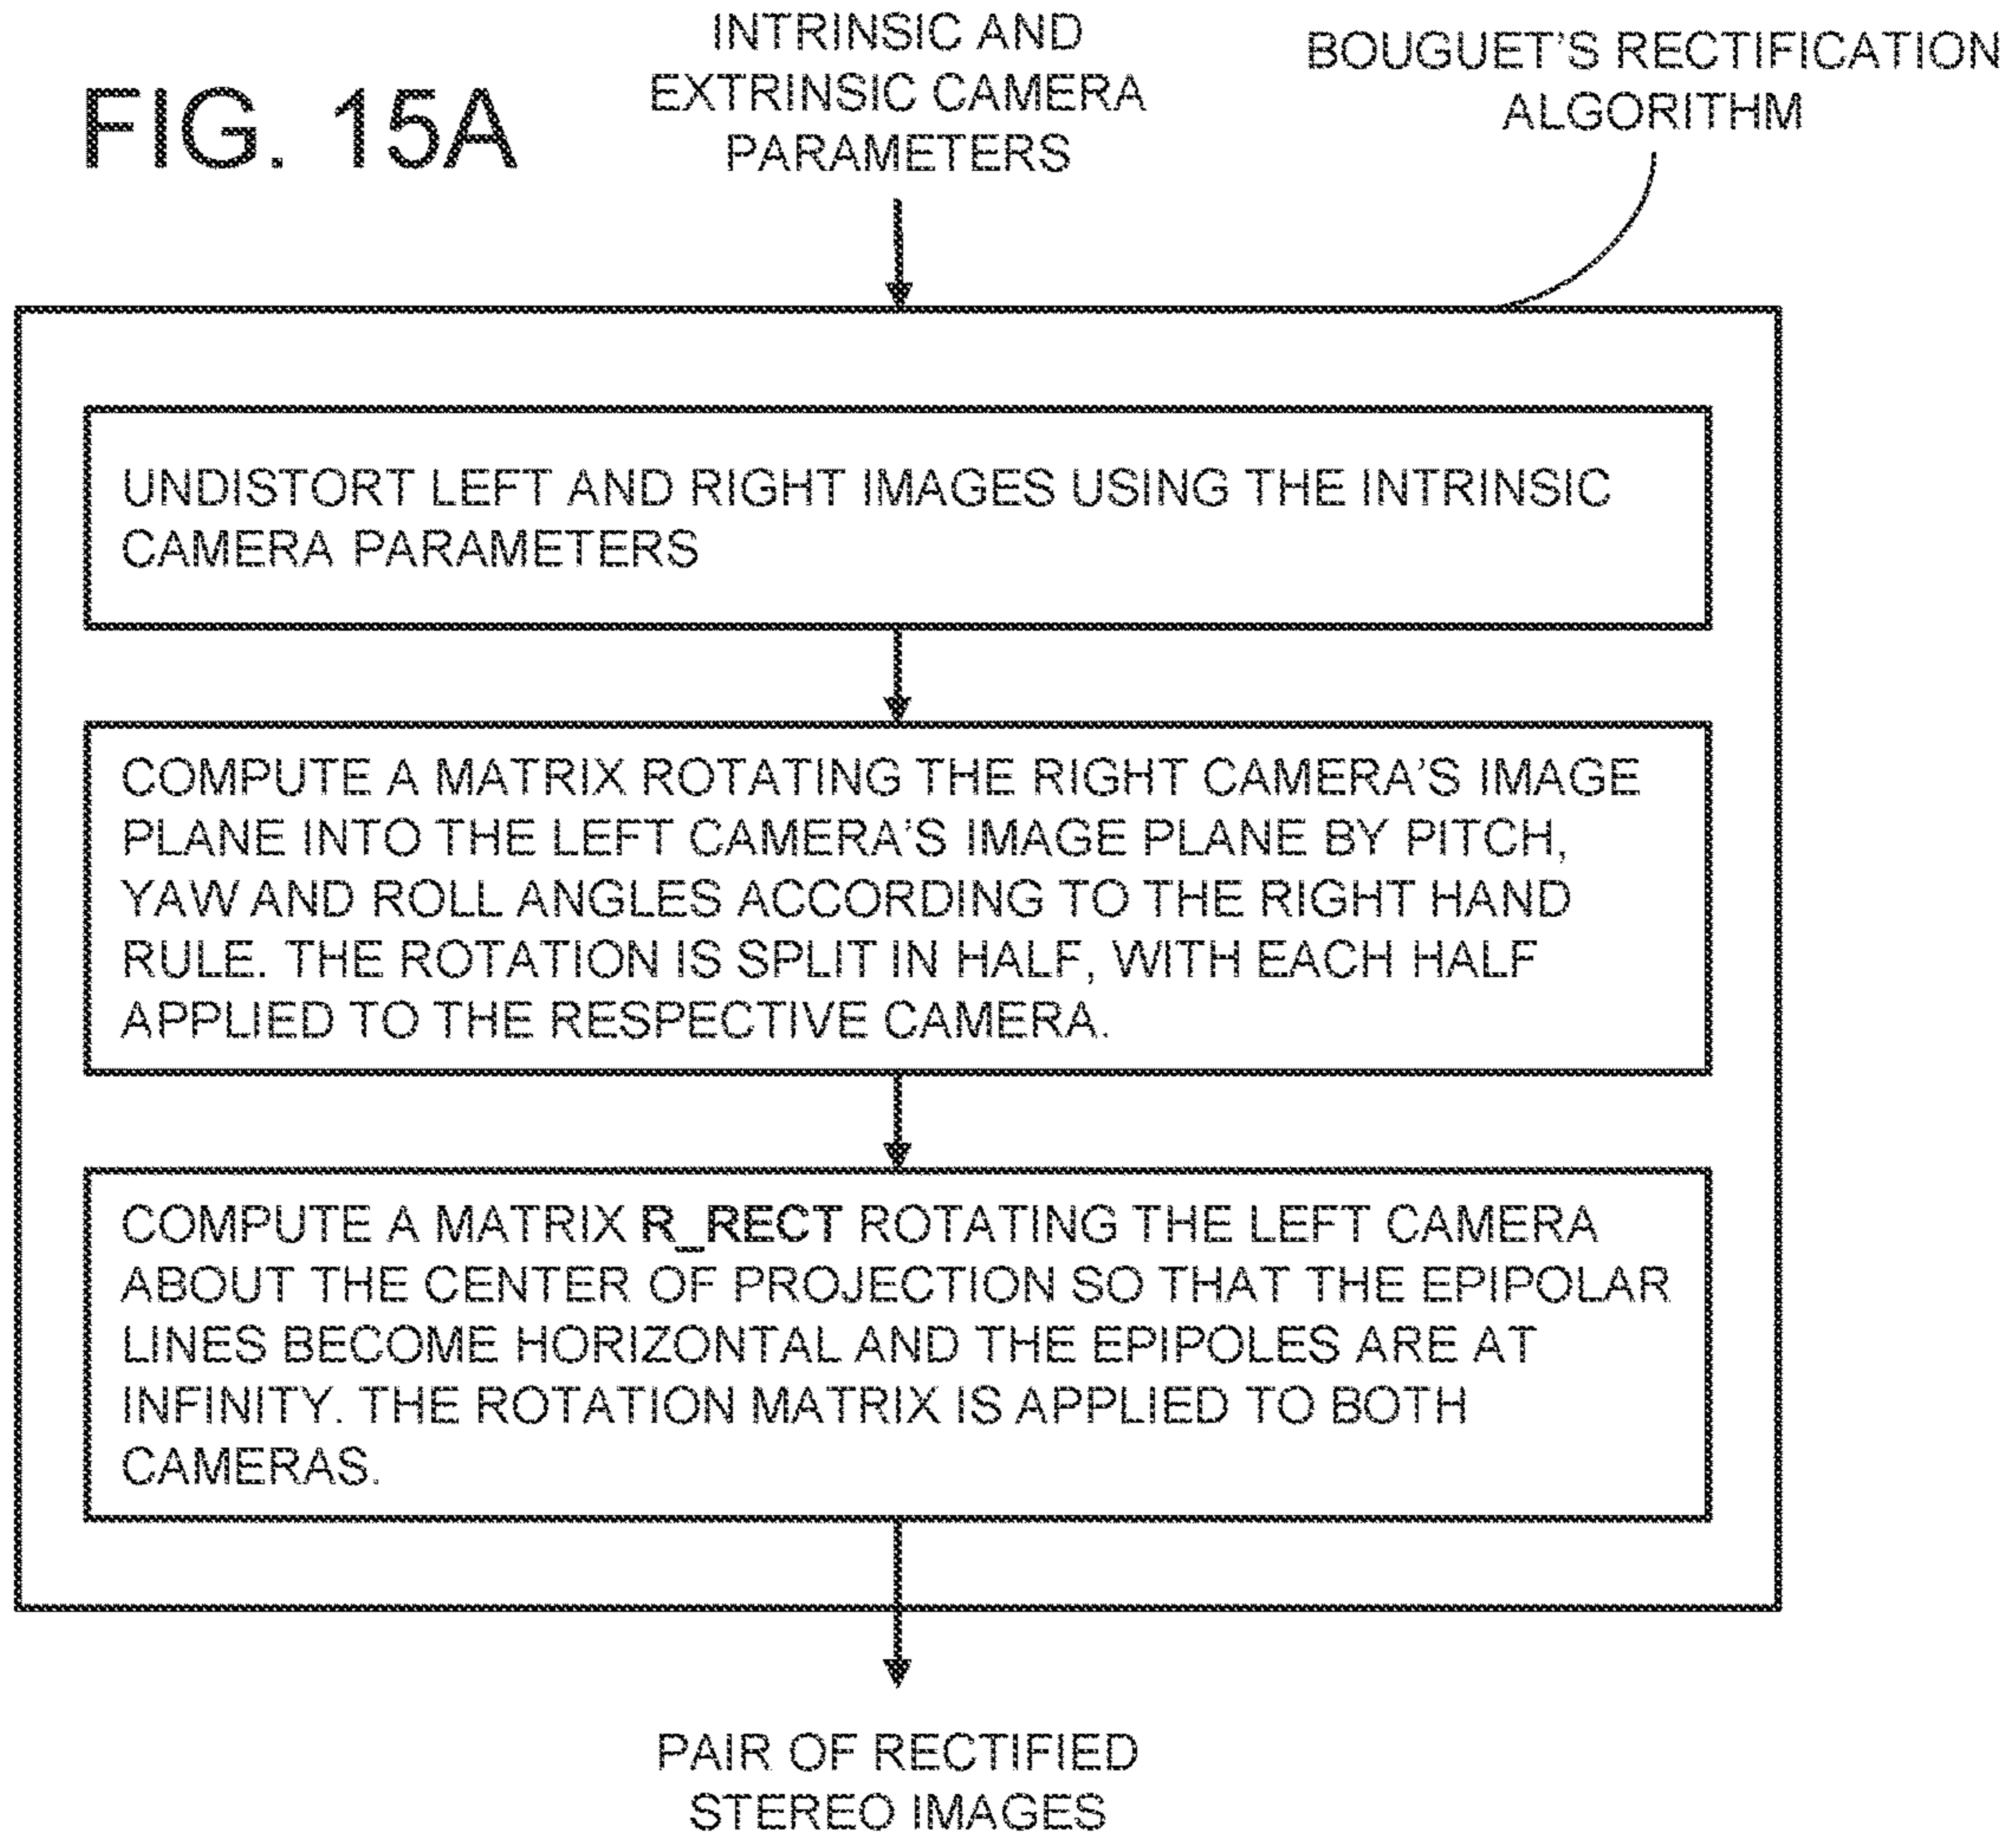 FIG. 15A
INTRINSIC AND
EXTRINSIC CAMERA
PARAMETERS
BOUGUET'S RECTIFICATION
ALGORITHM
UNDISTORT LEFT AND RIGHT IMAGES USING THE INTRINSIC
CAMERA PARAMETERS
COMPUTE A MATRIX ROTATING THE RIGHT CAMERA'S IMAGE
PLANE INTO THE LEFT CAMERA'S IMAGE PLANE BY PITCH,
YAW AND ROLL ANGLES ACCORDING TO THE RIGHT HAND
RULE. THE ROTATION IS SPLIT IN HALF, WITH EACH HALF
APPLIED TO THE RESPECTIVE CAMERA.
COMPUTE A MATRIX R_RECT ROTATING THE LEFT CAMERA
ABOUT THE CENTER OF PROJECTION SO THAT THE EPIPOLAR
LINES BECOME HORIZONTAL AND THE EPIPOLES ARE AT
INFINITY. THE ROTATION MATRIX IS APPLIED TO BOTH
CAMERAS.
PAIR OF RECTIFIED
STEREO IMAGES